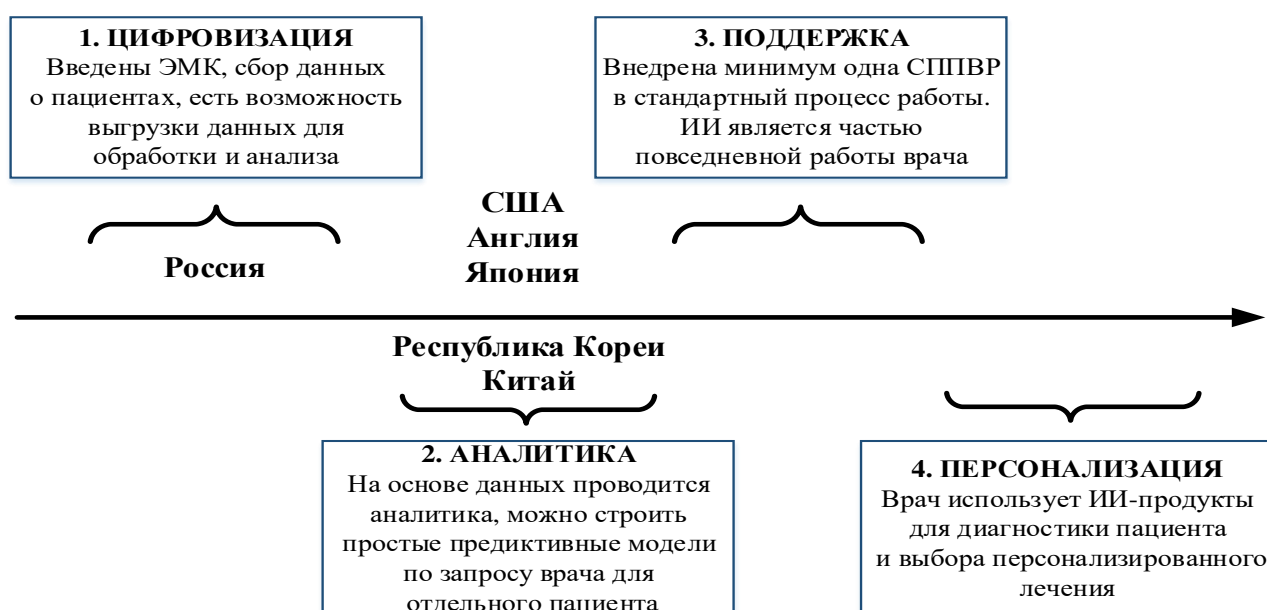 1. ЦИФРОВИЗАЦИЯ
Введены ЭМК, сбор данных
о пациентах, есть возможность
выгрузки данных для
обработки и анализа
3. ПОДДЕРЖКА
Внедрена минимум одна СППВР
в стандартный процесс работы.
ИИ является частью
повседневной работы врача
США
Англия
Япония
Россия
Республика Кореи
Китай
2. АНАЛИТИКА
На основе данных проводится
аналитика, можно строить
простые предиктивные модели
по запросу врача для
отдельного пациента
4. ПЕРСОНАЛИЗАЦИЯ
Врач использует ИИ-продукты
для диагностики пациента
и выбора персонализированного
лечения